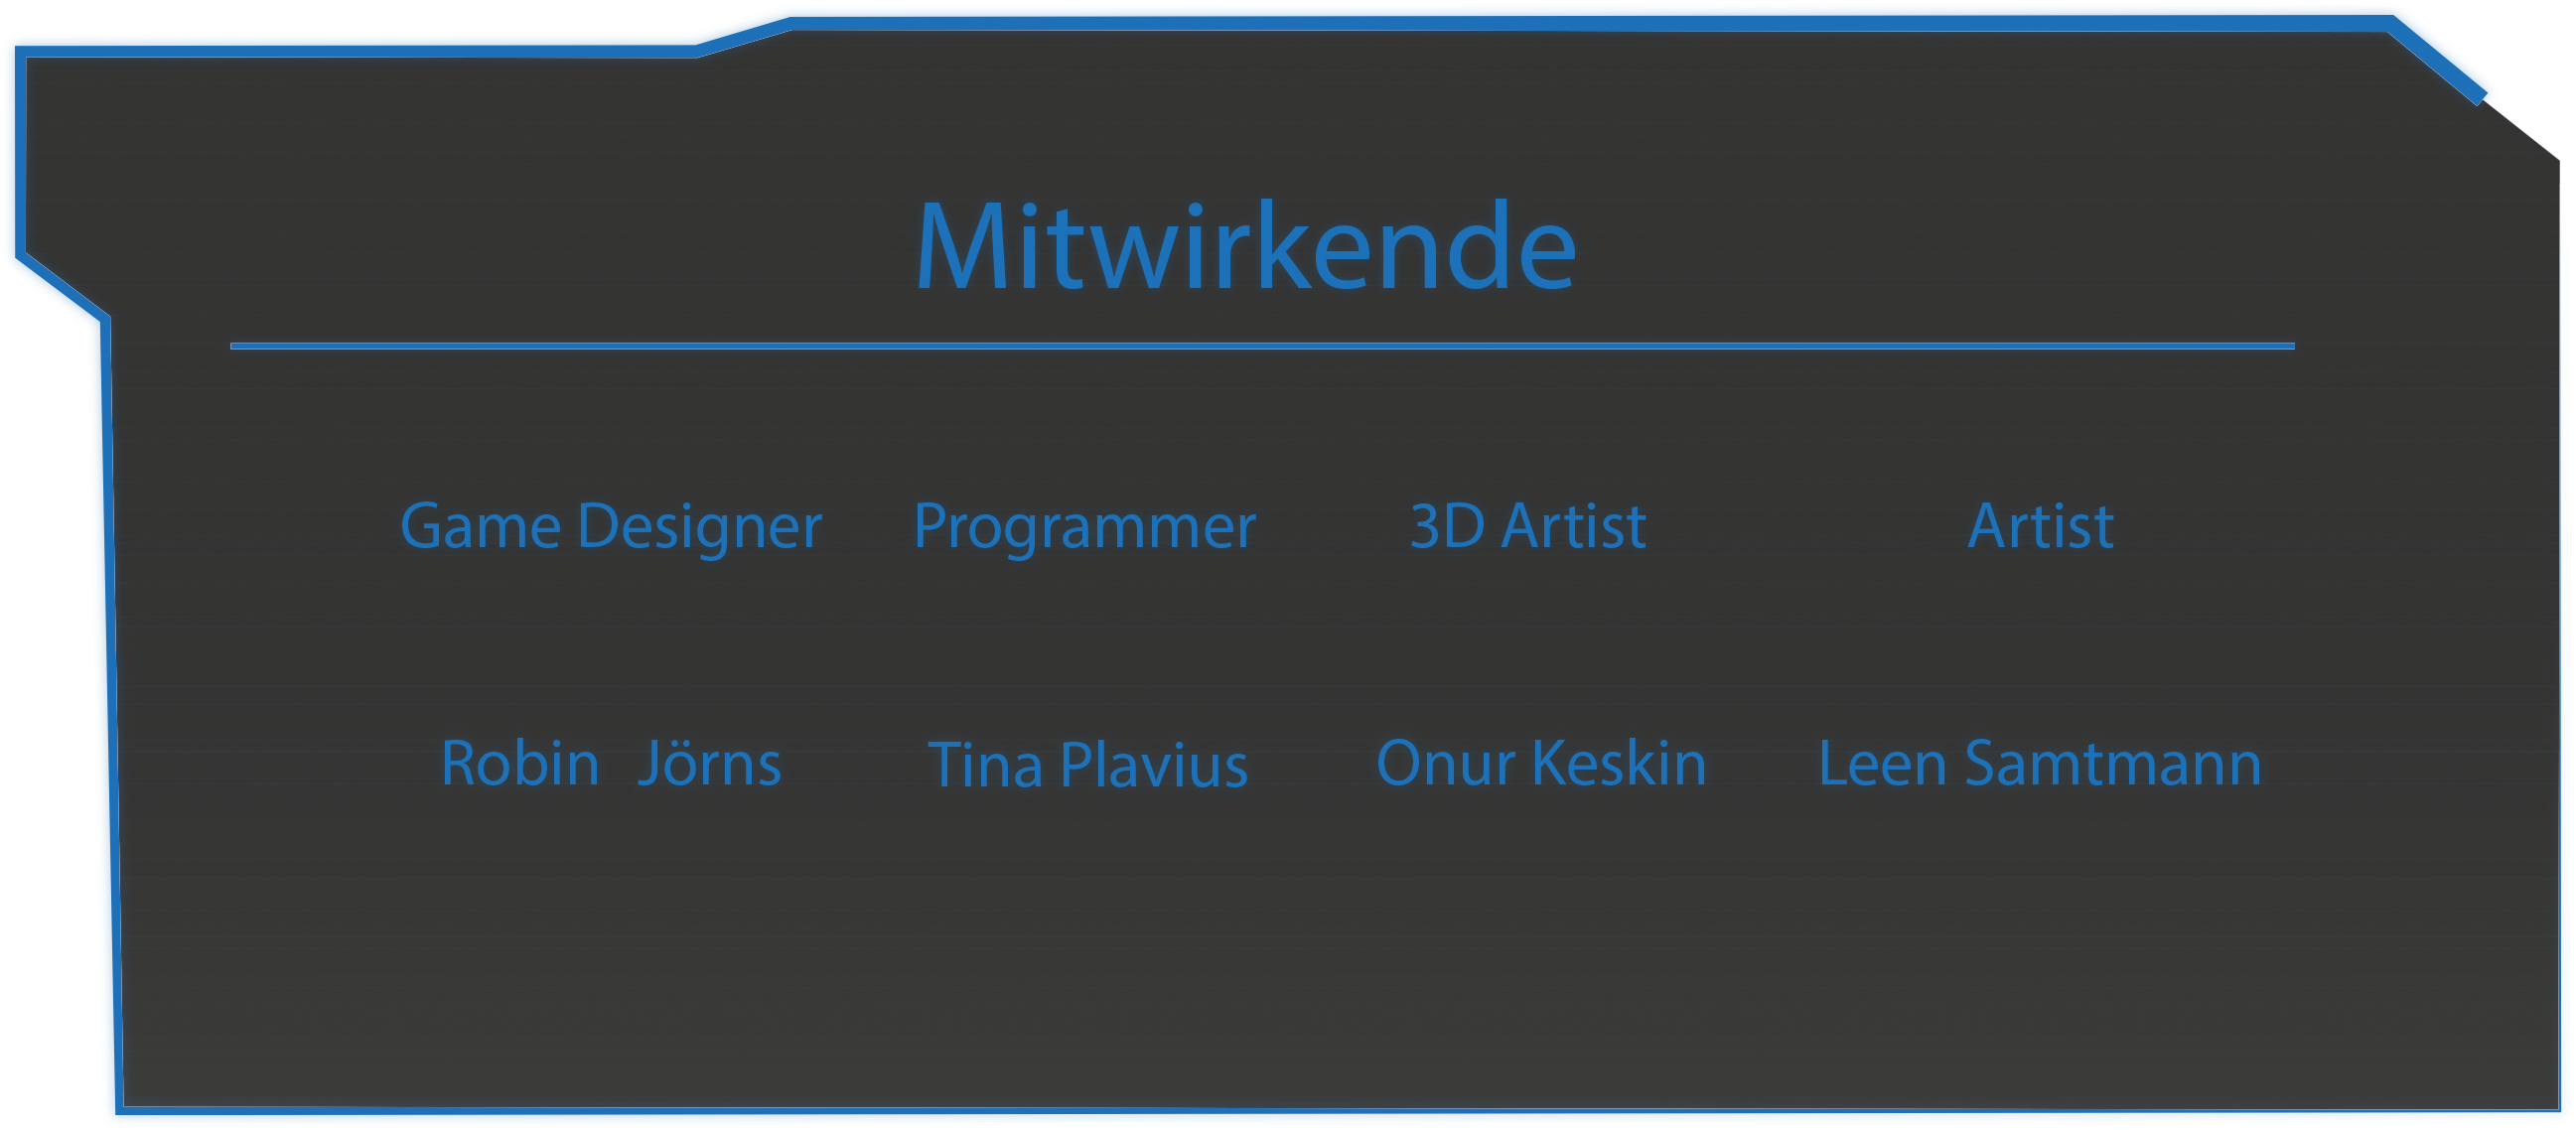 Mitwirkende
Game Designer Programmer 3D Artist Artist
Robin Jörns Tina Plavius Onur Keskin Leen Samtmann